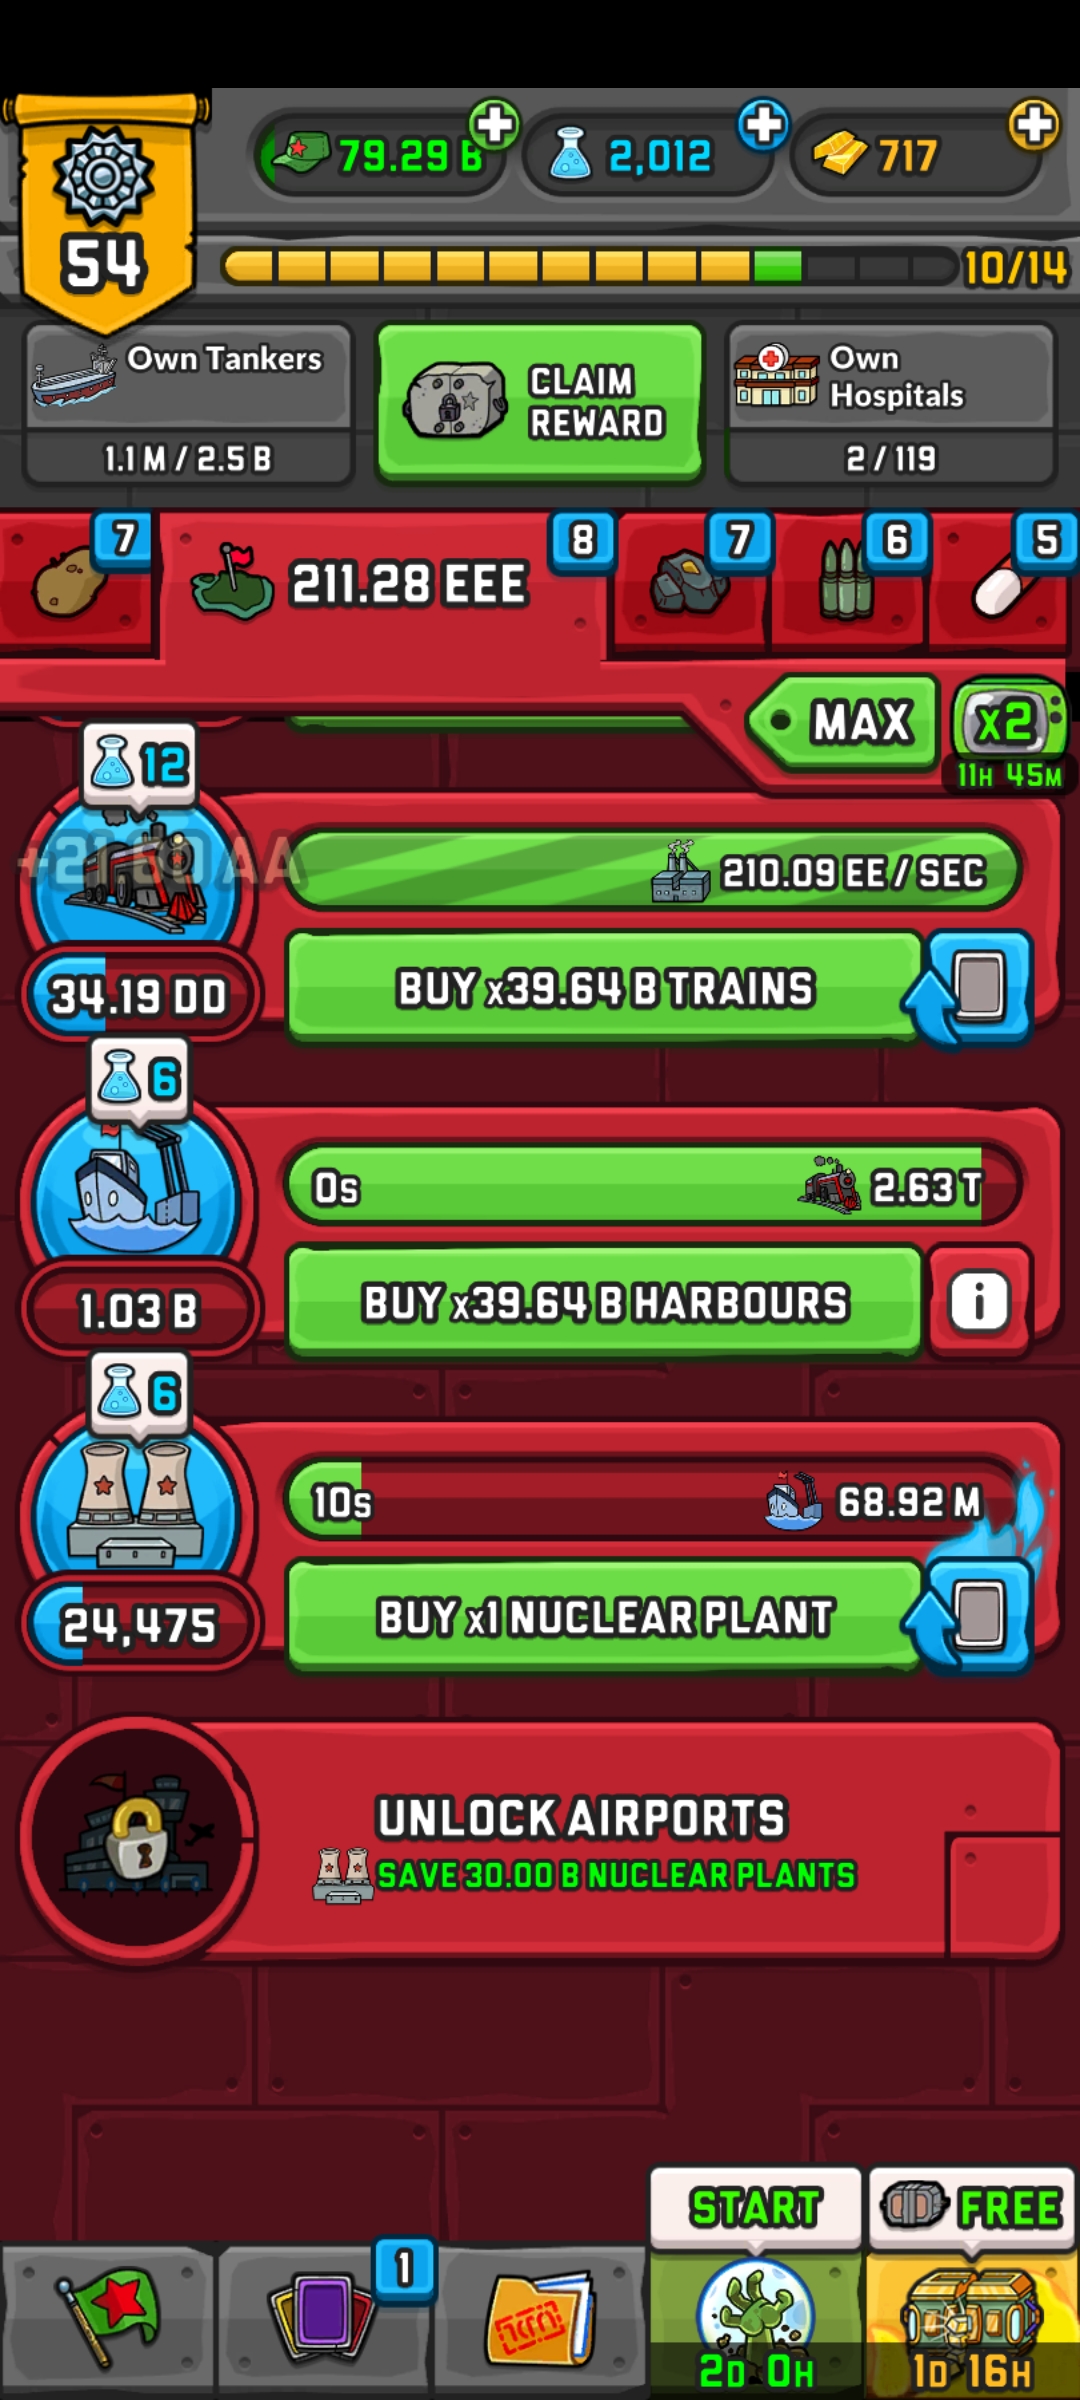 79.29 B
2,012
717
54
10/14
Own Tankers
1.1 M / 2.5 B
CLAIM
REWARD
Own
Hospitals
2 / 119
7
211.28 EEE
8
7
6
5
MAX
x2
11H 45M
12
210.09 EE / SEC
BUY x39.64 B TRAINS
34.19 DD
6
0s
2.63 T
BUY x39.64 B HARBOURS
i
1.03 B
6
10s
68.92 M
BUY x1 NUCLEAR PLANT
24,475
UNLOCK AIRPORTS
SAVE 30.00 B NUCLEAR PLANTS
START
FREE
1
2D 0H
1D 16H